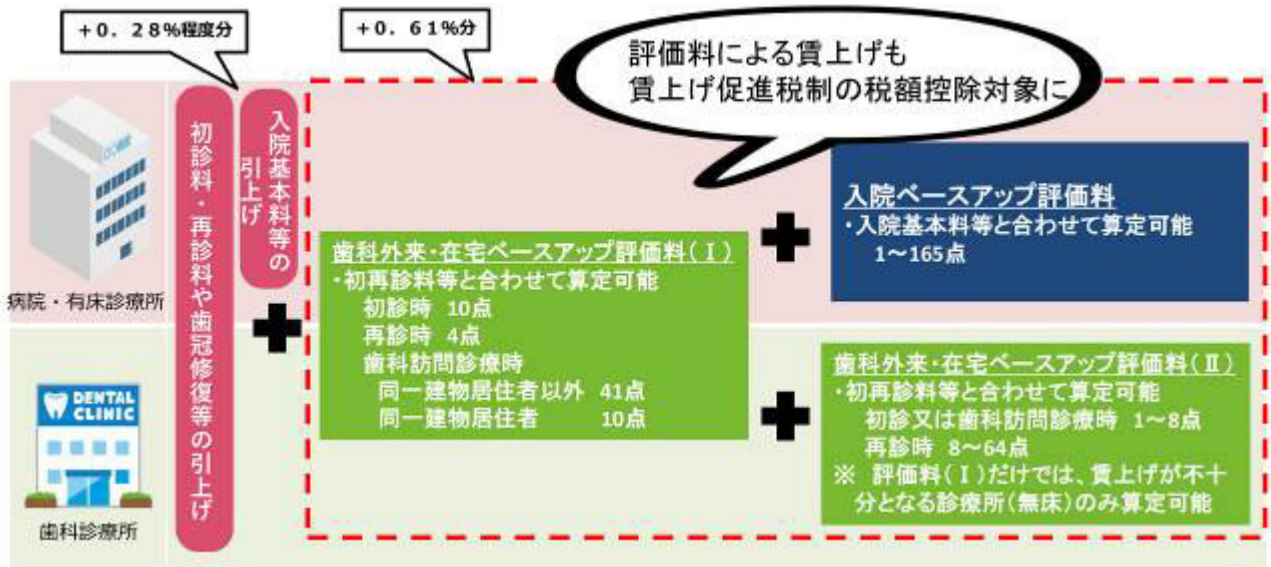 +0.28%程度分
+0.61%分
評価料による賃上げも
賃上げ促進税制の税額控除対象に
病院・有床診療所
初診料・再診料や歯冠修復等の引上げ
入院基本料等の
引上げ
歯科外来・在宅ベースアップ評価料(Ⅰ)
・初再診料等と合わせて算定可能
初診時 10点
再診時 4点
歯科訪問診療時
同一建物居住者以外 41点
同一建物居住者 10点
入院ベースアップ評価料
・入院基本料等と合わせて算定可能
1~165点
DENTAL
CLINIC
歯科診療所
歯科外来・在宅ベースアップ評価料(Ⅱ)
・初再診料等と合わせて算定可能
初診又は歯科訪問診療時 1~8点
再診時 8~64点
※ 評価料(Ⅰ)だけでは、賃上げが不十
分となる診療所(無床)のみ算定可能